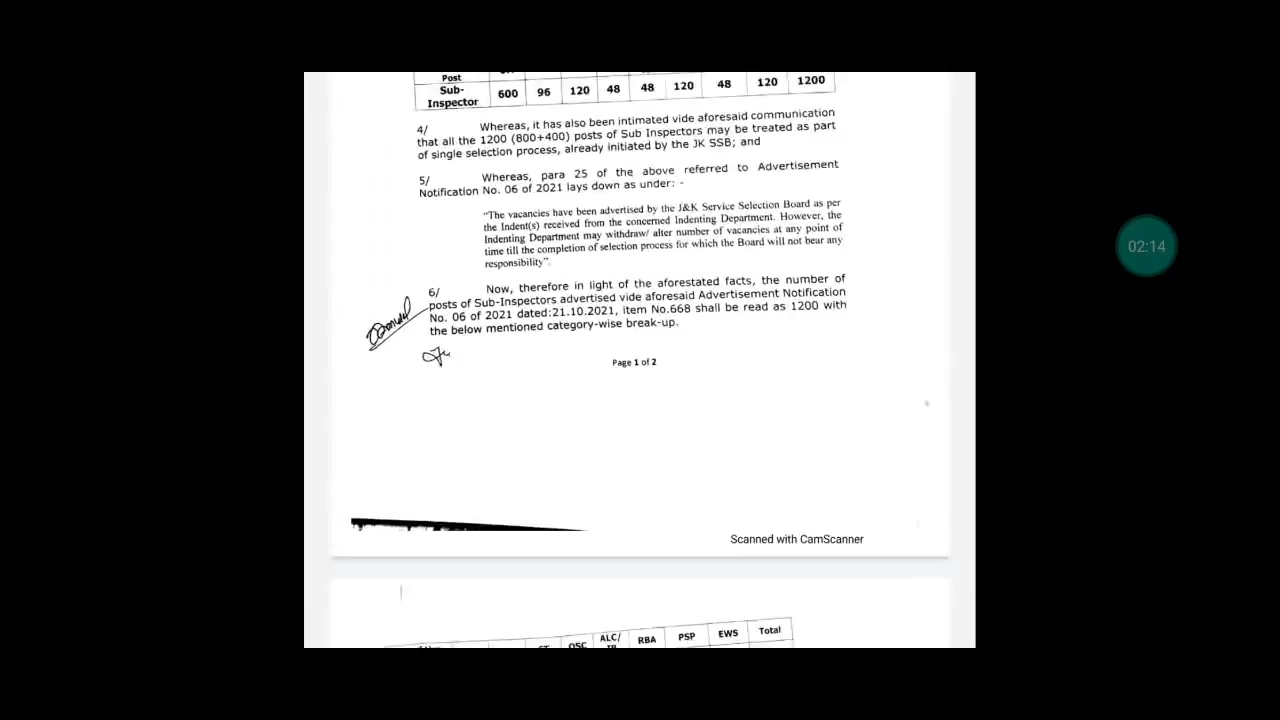 Post
Sub-
Inspector 600 96 120 48 48 120 48 120 1200
4/ Whereas, it has also been intimated vide aforesaid communication
that all the 1200 (800+400) posts of Sub Inspectors may be treated as part
of single selection process, already initiated by the JK SSB; and
5/ Whereas, para 25 of the above referred to Advertisement
Notification No. 06 of 2021 lays down as under: -
"The vacancies have been advertised by the J&K Service Selection Board as per
the Indent(s) received from the concerned Indenting Department. However, the
Indenting Department may withdraw/ alter number of vacancies at any point of
time till the completion of selection process for which the Board will not bear any
responsibility".
6/ Now, therefore in light of the aforestated facts, the number of
posts of Sub-Inspectors advertised vide aforesaid Advertisement Notification
No. 06 of 2021 dated:21.10.2021, item No.668 shall be read as 1200 with
the below mentioned category-wise break-up.
Page 1 of 2
Scanned with CamScanner
OSC ALC/ RBA PSP EWS Total
02:14